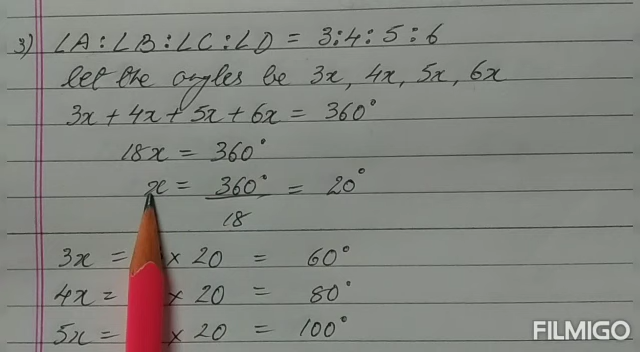 3) ∠A : ∠B : ∠C : ∠D = 3:4:5:6
let the angles be 3x, 4x, 5x, 6x
3x + 4x + 5x + 6x = 360°
18x = 360°
x = 360°/18 = 20°
3x = × 20 = 60°
4x = × 20 = 80°
5x = × 20 = 100°
FILMIGO